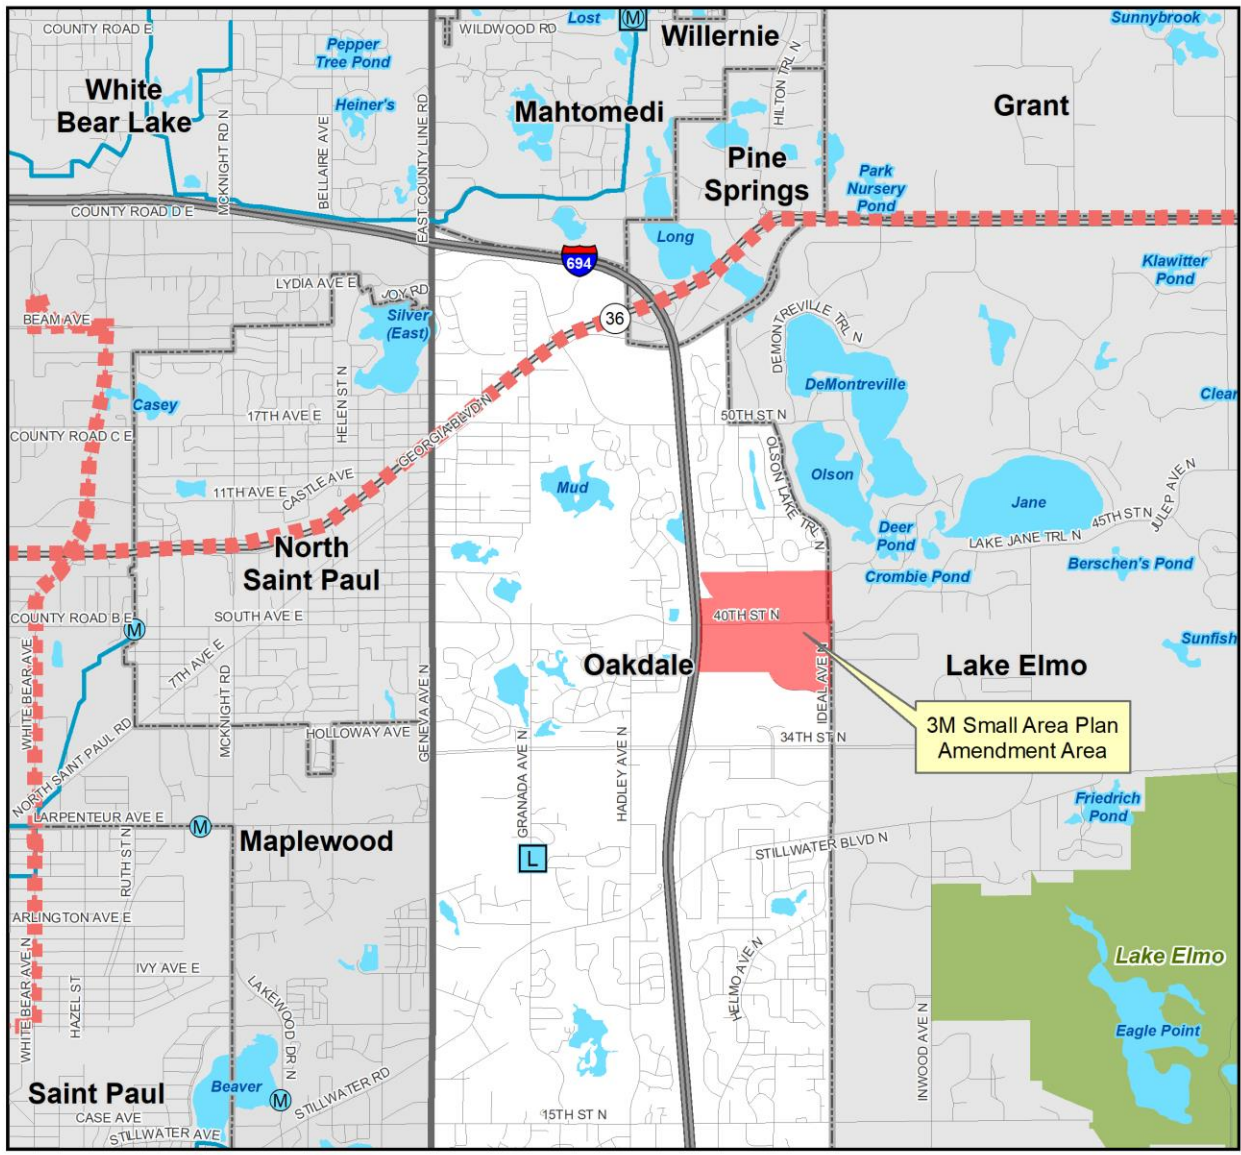 COUNTY ROAD E
WILDWOOD RD
Lost
M
Willernie
Sunnybrook
Pepper
Tree Pond
White
Bear Lake
Heiner's
Mahtomedi
HILTON TRL N
Grant
MCKNIGHT RD N
BELLAIRE AVE
EAST COUNTY LINE RD
Pine
Springs
Park
Nursery
Pond
COUNTY ROAD D E
Long
694
Klawitter
Pond
LYDIA AVE E
JOY RD
BEAM AVE
Silver
(East)
36
DEMONTREVILLE TRL N
DeMontreville
Clear
Casey
17TH AVE E
HELEN ST N
GEORGIA BLVD N
50TH ST N
COUNTY ROAD C E
OLSON LAKE TRL N
Olson
11TH AVE E
CASTLE AVE
Mud
Jane
JULEP AVE N
45TH ST N
Deer
Pond
LAKE JANE TRL N
North
Saint Paul
Crombie Pond
Berschen's Pond
COUNTY ROAD B E
M
SOUTH AVE E
40TH ST N
Sunfish
7TH AVE E
Oakdale
Lake Elmo
WHITE BEAR AVE
MCKNIGHT RD
GENEVA AVE N
IDEAL AVE N
3M Small Area Plan
Amendment Area
NORTH SAINT PAUL RD
HOLLOWAY AVE
34TH ST N
GRANADA AVE N
HADLEY AVE N
Friedrich
Pond
LARPENTEUR AVE E
M
Maplewood
STILLWATER BLVD N
L
RUTH ST N
ARLINGTON AVE E
Lake Elmo
WHITE BEAR AVE N
IVY AVE E
HELMO AVE N
HAZEL ST
LAKEWOOD DR N
Eagle Point
INWOOD AVE N
Saint Paul
Beaver
M
STILLWATER RD
CASE AVE
15TH ST N
STILLWATER AVE